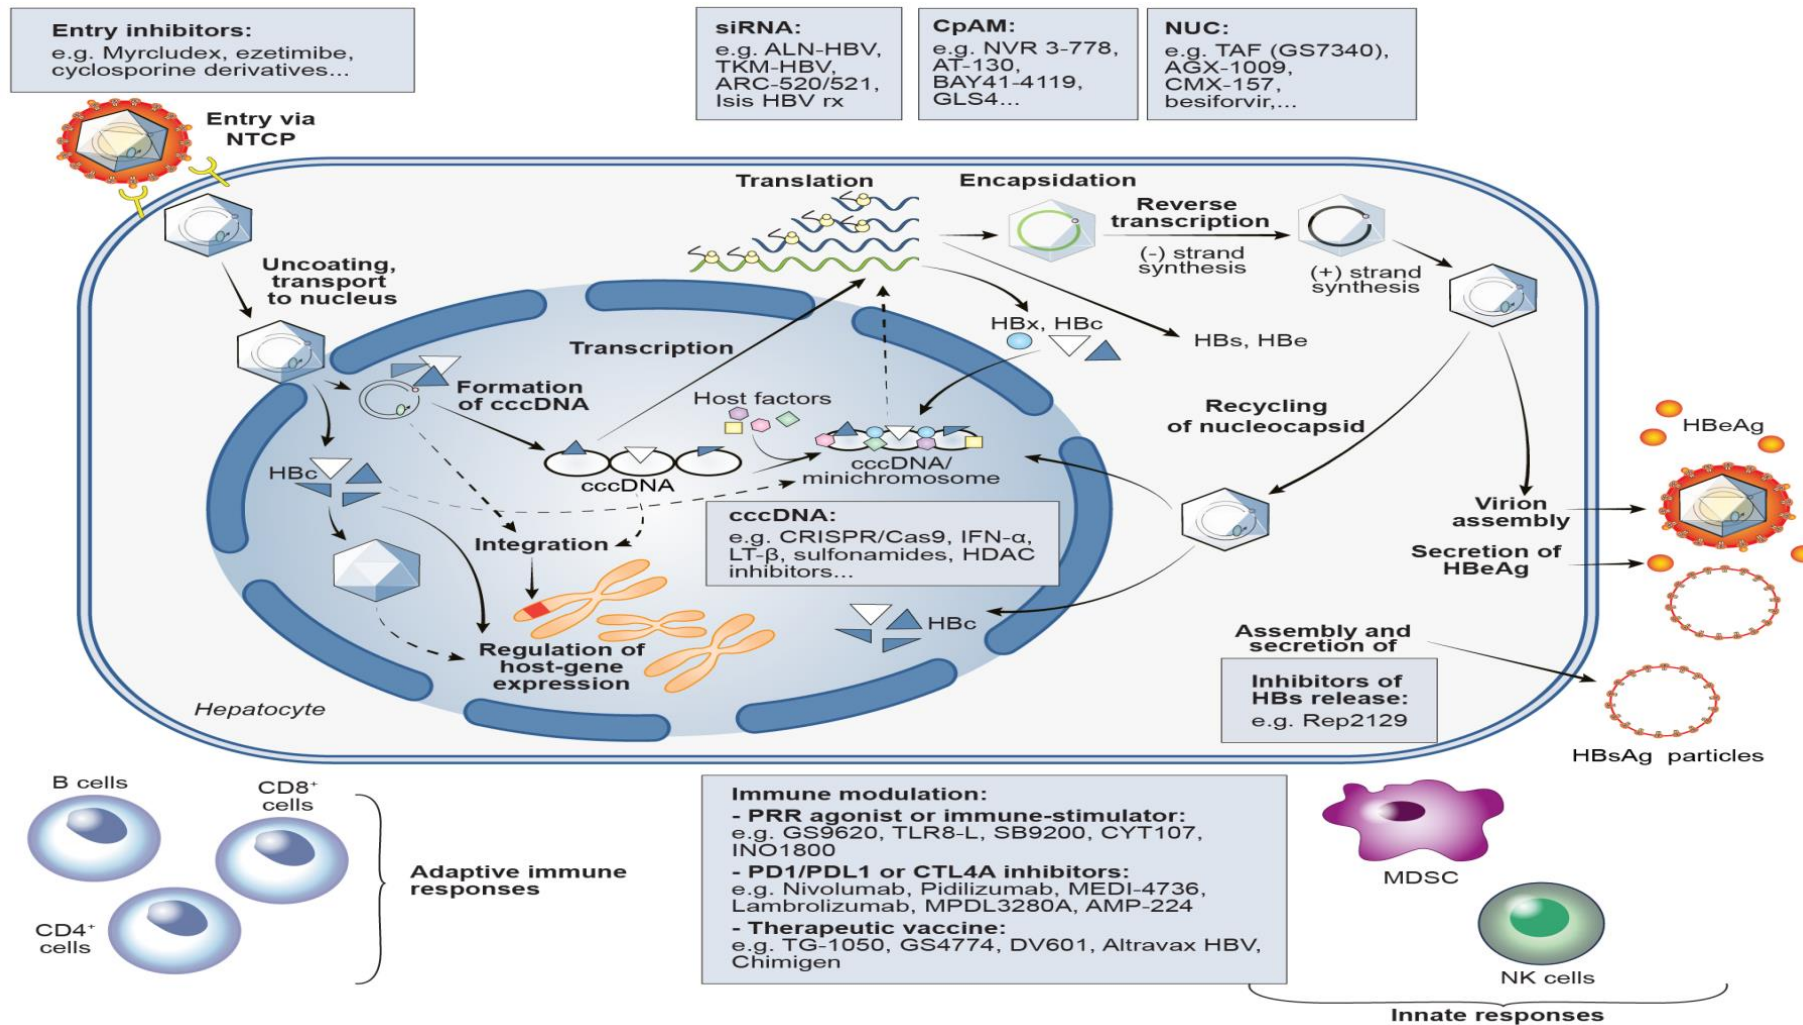 Entry inhibitors:
e.g. Myrcludex, ezetimibe,
cyclosporine derivatives...
siRNA:
e.g. ALN-HBV,
TKM-HBV,
ARC-520/521,
Isis HBV rx
CpAM:
e.g. NVR 3-778,
AT-130,
BAY41-4119,
GLS4...
NUC:
e.g. TAF (GS7340),
AGX-1009,
CMX-157,
besiforvir,...
Entry via
NTCP
Translation
Encapsidation
Reverse
transcription
(-) strand
synthesis
(+) strand
synthesis
Uncoating,
transport
to nucleus
HBx, HBc
HBs, HBe
Transcription
Formation
of cccDNA
Host factors
Recycling
of nucleocapsid
HBeAg
HBc
cccDNA
cccDNA/
minichromosome
Virion
assembly
cccDNA:
e.g. CRISPR/Cas9, IFN-α,
LT-β, sulfonamides, HDAC
inhibitors...
Integration
Secretion of
HBeAg
HBc
Regulation of
host-gene
expression
Assembly and
secretion of
Inhibitors of
HBs release:
e.g. Rep2129
Hepatocyte
HBsAg particles
B cells
CD8⁺
cells
CD4⁺
cells
Adaptive immune
responses
Immune modulation:
- PRR agonist or immune-stimulator:
e.g. GS9620, TLR8-L, SB9200, CYT107,
INO1800
- PD1/PDL1 or CTL4A inhibitors:
e.g. Nivolumab, Pidilizumab, MEDI-4736,
Lambrolizumab, MPDL3280A, AMP-224
- Therapeutic vaccine:
e.g. TG-1050, GS4774, DV601, Altravax HBV,
Chimigen
MDSC
NK cells
Innate responses